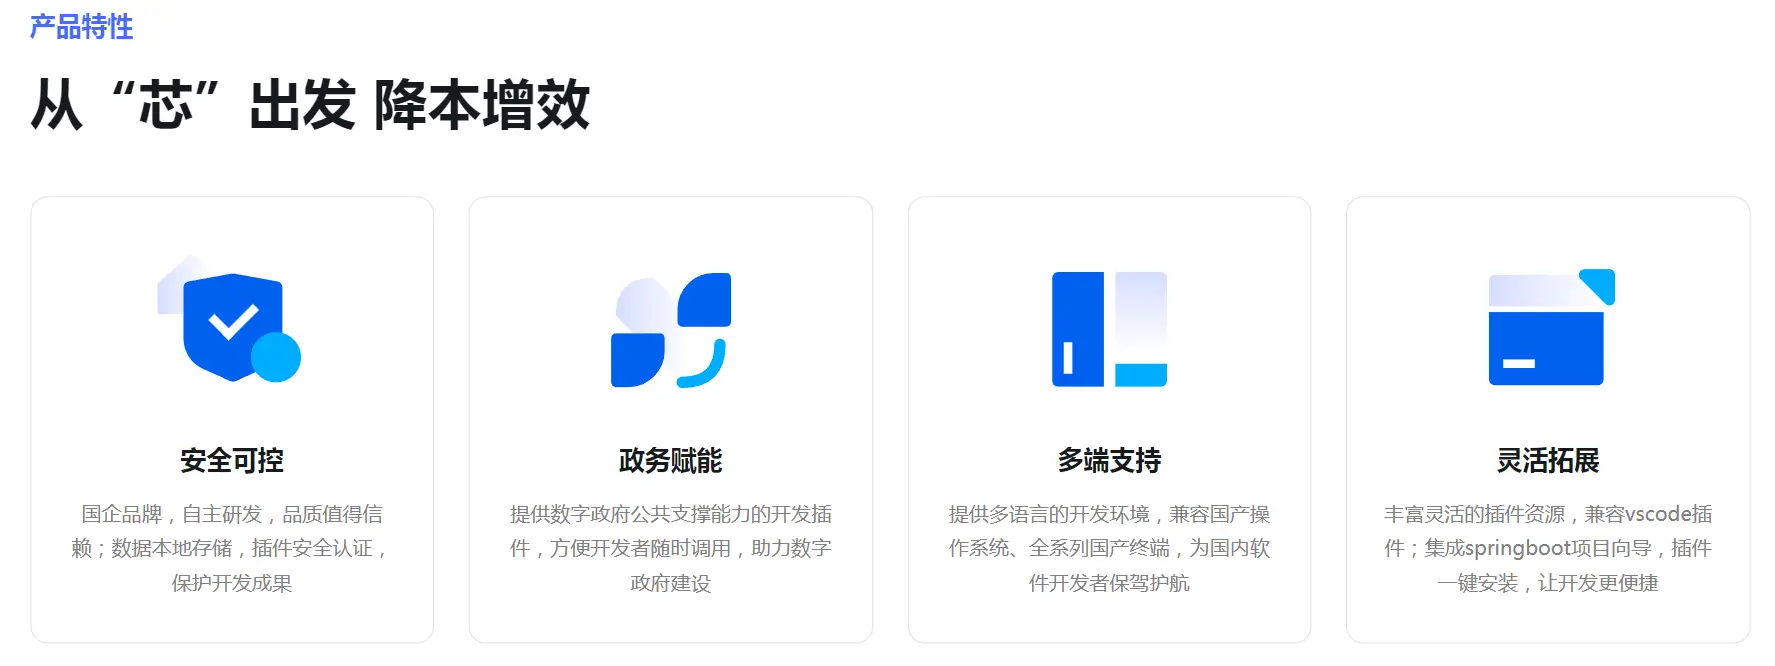 产品特性
从“芯”出发 降本增效
安全可控
国企品牌，自主研发，品质值得信
赖；数据本地存储，插件安全认证，
保护开发成果
政务赋能
提供数字政府公共支撑能力的开发插
件，方便开发者随时调用，助力数字
政府建设
多端支持
提供多语言的开发环境，兼容国产操
作系统、全系列国产终端，为国内软
件开发者保驾护航
灵活拓展
丰富灵活的插件资源，兼容vscode插
件；集成springboot项目向导，插件
一键安装，让开发更便捷